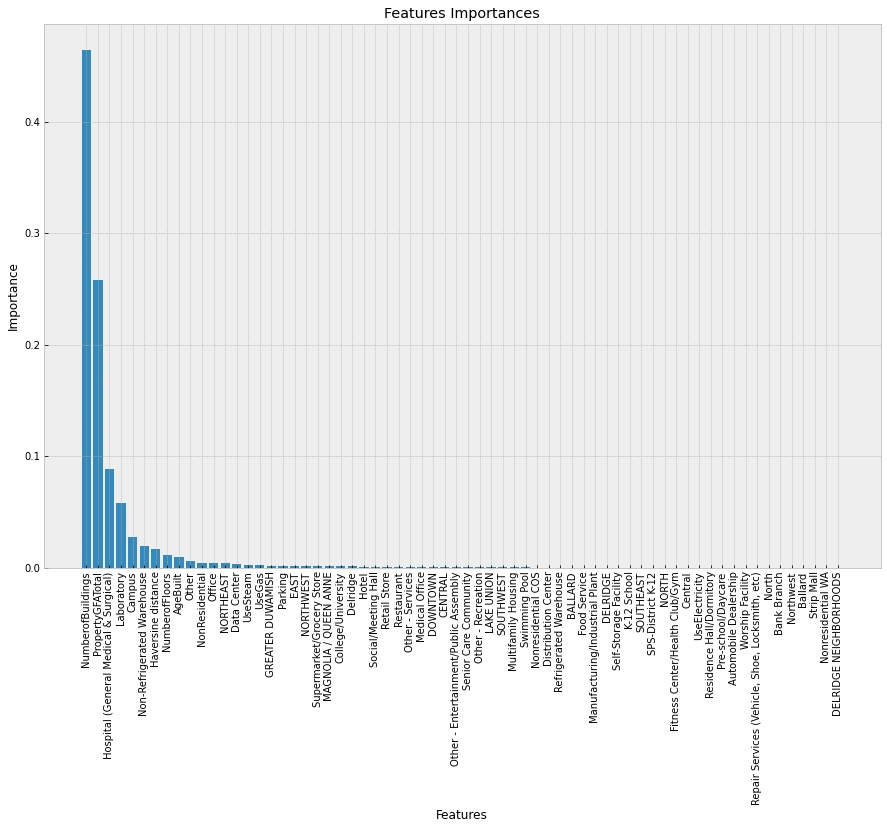 Features Importances
Importance
0.4
0.3
0.2
0.1
0.0
NumberofBuildings
PropertyGFATotal
Hospital (General Medical & Surgical)
Laboratory
Campus
Non-Refrigerated Warehouse
Haversine distance
NumberofFloors
AgeBuilt
Other
NonResidential
Office
NORTHEAST
Data Center
UseSteam
UseGas
GREATER DUWAMISH
Parking
EAST
NORTHWEST
Supermarket/Grocery Store
MAGNOLIA / QUEEN ANNE
College/University
Delridge
Hotel
Social/Meeting Hall
Retail Store
Restaurant
Other - Services
Medical Office
DOWNTOWN
CENTRAL
Other - Entertainment/Public Assembly
Senior Care Community
Other - Recreation
LAKE UNION
SOUTHWEST
Multifamily Housing
Swimming Pool
Nonresidential COS
Distribution Center
Refrigerated Warehouse
BALLARD
Food Service
Manufacturing/Industrial Plant
DELRIDGE
Self-Storage Facility
K-12 School
SOUTHEAST
SPS-District K-12
NORTH
Fitness Center/Health Club/Gym
Central
UseElectricity
Residence Hall/Dormitory
Pre-school/Daycare
Automobile Dealership
Worship Facility
Repair Services (Vehicle, Shoe, Locksmith, etc)
North
Bank Branch
Northwest
Ballard
Strip Mall
Nonresidential WA
DELRIDGE NEIGHBORHOODS
Features